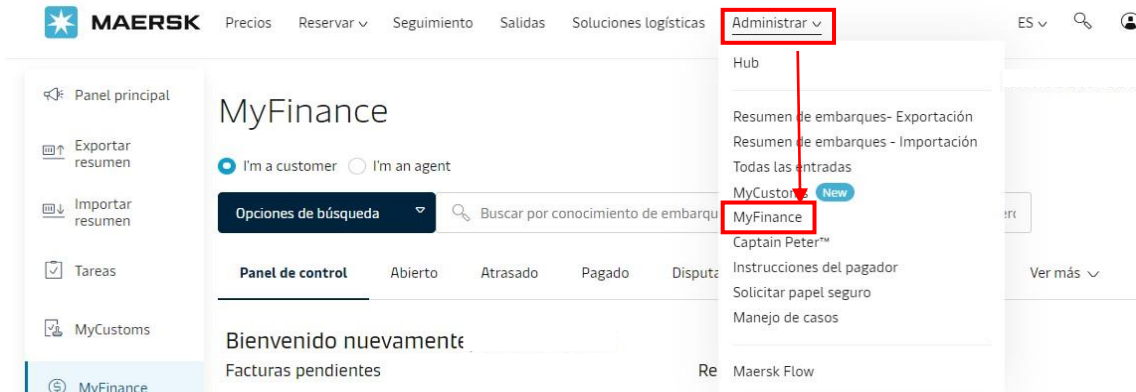 MAERSK Precios Reservar Seguimiento Salidas Soluciones logísticas Administrar ES
Hub
Resumen de embarques- Exportación
Resumen de embarques - Importación
Todas las entradas
MyCustoms New
MyFinance
Captain Peter™
Instrucciones del pagador
Solicitar papel seguro
Manejo de casos
Maersk Flow
Panel principal
Exportar
resumen
Importar
resumen
Tareas
MyCustoms
MyFinance
MyFinance
I'm a customer I'm an agent
Opciones de búsqueda Buscar por conocimiento de embarqu
Panel de control Abierto Atrasado Pagado Disputa Ver más
Bienvenido nuevamente
Facturas pendientes Re